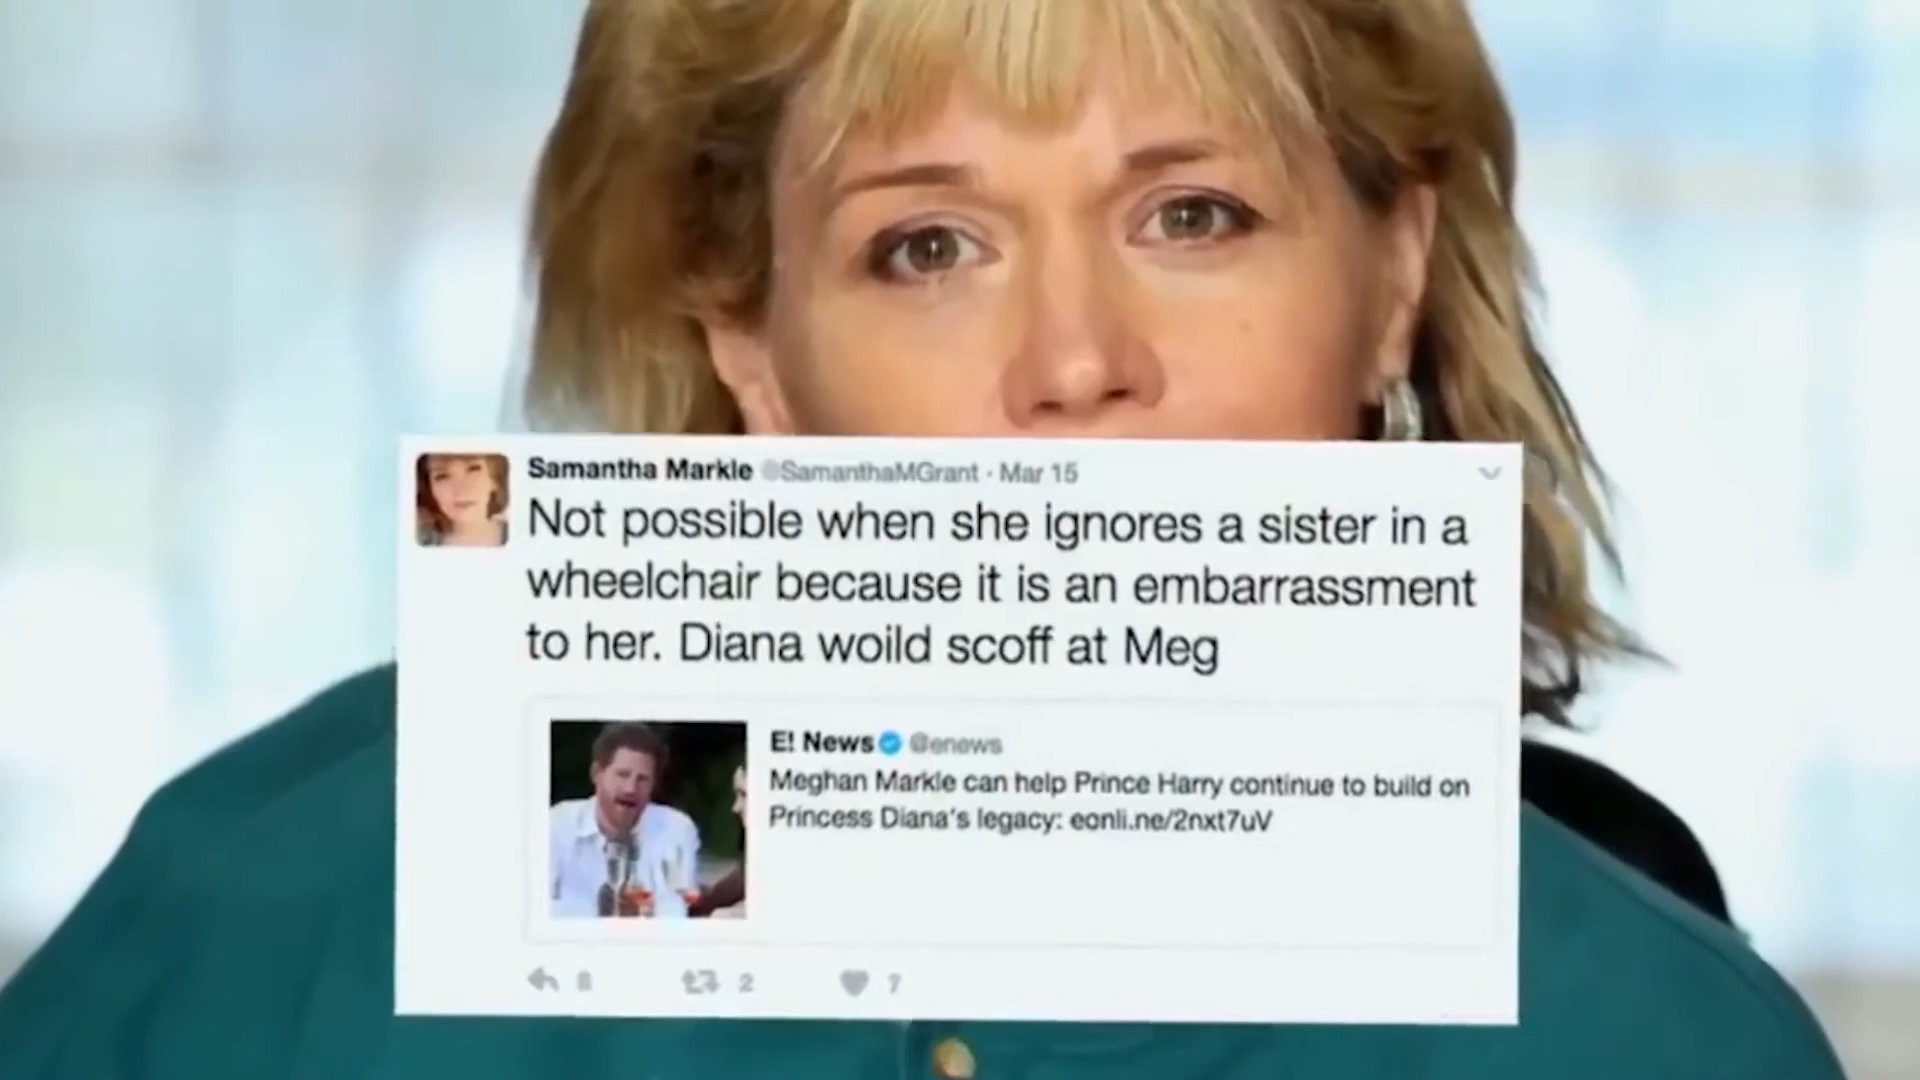 Samantha Markle @SamanthaMGrant · Mar 15
Not possible when she ignores a sister in a
wheelchair because it is an embarrassment
to her. Diana woild scoff at Meg
E! News @enews
Meghan Markle can help Prince Harry continue to build on
Princess Diana's legacy: eonli.ne/2nxt7uV
8 2 7